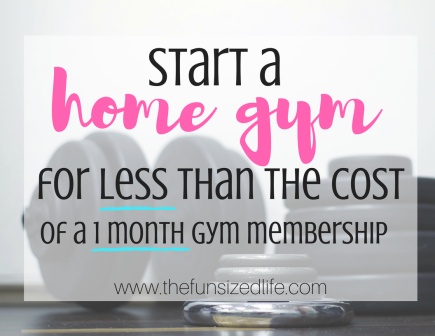 START A
home gym
FOR LESS THAN THE COST
OF A 1 MONTH GYM MEMBERSHIP
www.thefunsizedlife.com